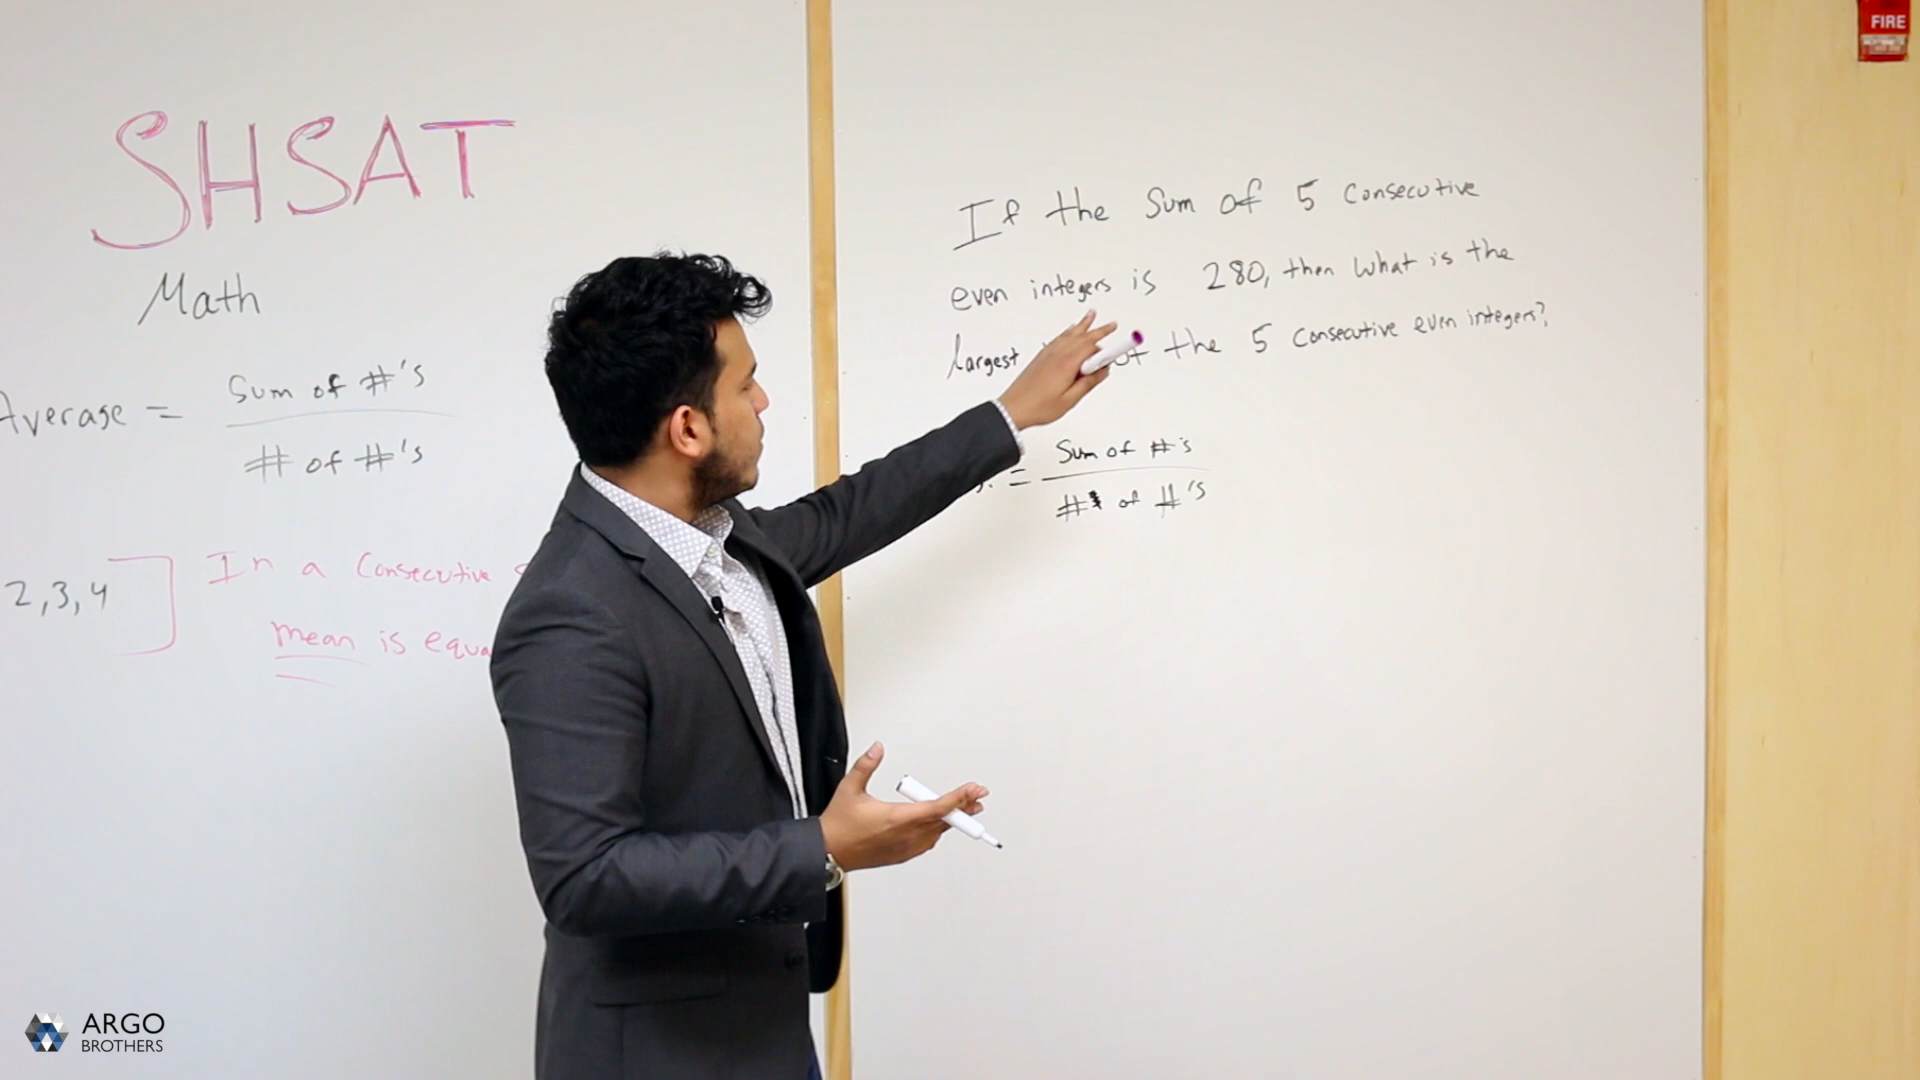 SHSAT
Math
Average = Sum of #'s
# of #'s
2,3,4
In a Consecutive
mean is equa
If the Sum of 5 Consecutive
even integers is 280, then what is the
largest of the 5 Consecutive even integers?
= Sum of #'s
# of #'s
FIRE
ARGO
BROTHERS